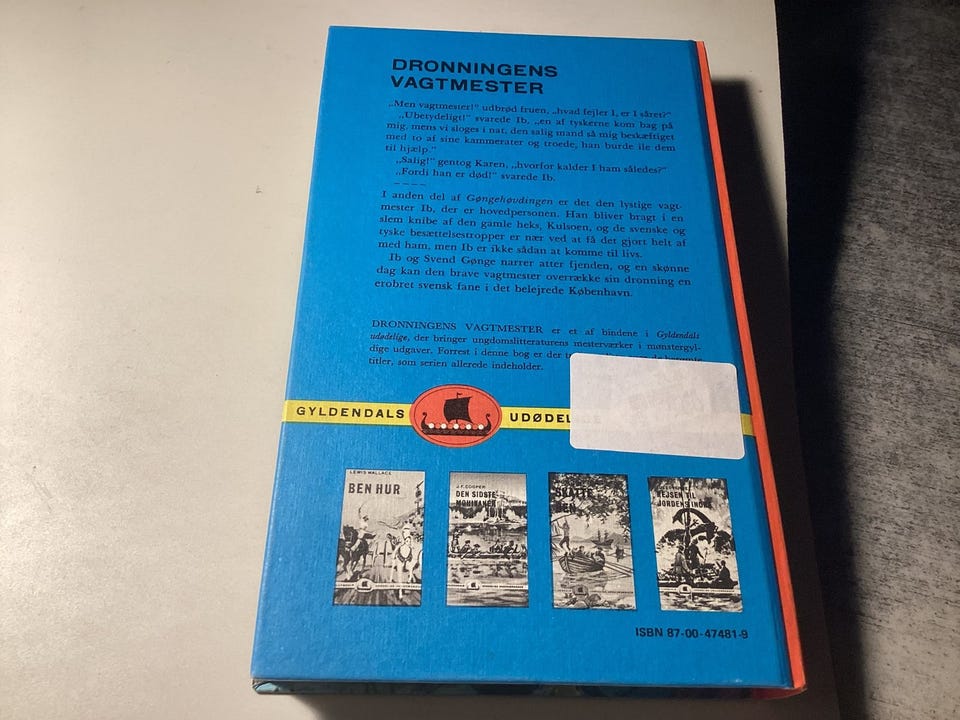 DRONNINGENS
VAGTMESTER
„Men vagtmester!" udbrød fruen, „hvad fejler I, er I såret?"
„Ubetydeligt!" svarede Ib, „en af tyskerne kom bag på
mig, mens vi sloges i nat, den salig mand så mig beskæftiget
med to af sine kammerater og troede, han burde ile dem
til hjælp."
„Salig!" gentog Karen, „hvorfor kalder I ham således?"
„Fordi han er død!" svarede Ib.
– – – –
I anden del af Gøngehøvdingen er det den lystige vagt-
mester Ib, der er hovedpersonen. Han bliver bragt i en
slem knibe af den gamle heks, Kulsoen, og de svenske og
tyske besættelsestropper er nær ved at få det gjort helt af
med ham, men Ib er ikke sådan at komme til livs.
Ib og Svend Gønge narrer atter fjenden, og en skønne
dag kan den brave vagtmester overrække sin dronning en
erobret svensk fane i det belejrede København.
DRONNINGENS VAGTMESTER er et af bindene i Gyldendals
udødelige, der bringer ungdomslitteraturens mesterværker i mønstergyl-
dige udgaver. Forrest i denne bog er der
titler, som serien allerede indeholder.
GYLDENDALS UDØDELIGE
LEWIS WALLACE
BEN HUR
J.F. COOPER
DEN SIDSTE
MOHIKANER
SKATTE
ØEN
REJSEN TIL
JORDENS INDRE
ISBN 87-00-47481-9